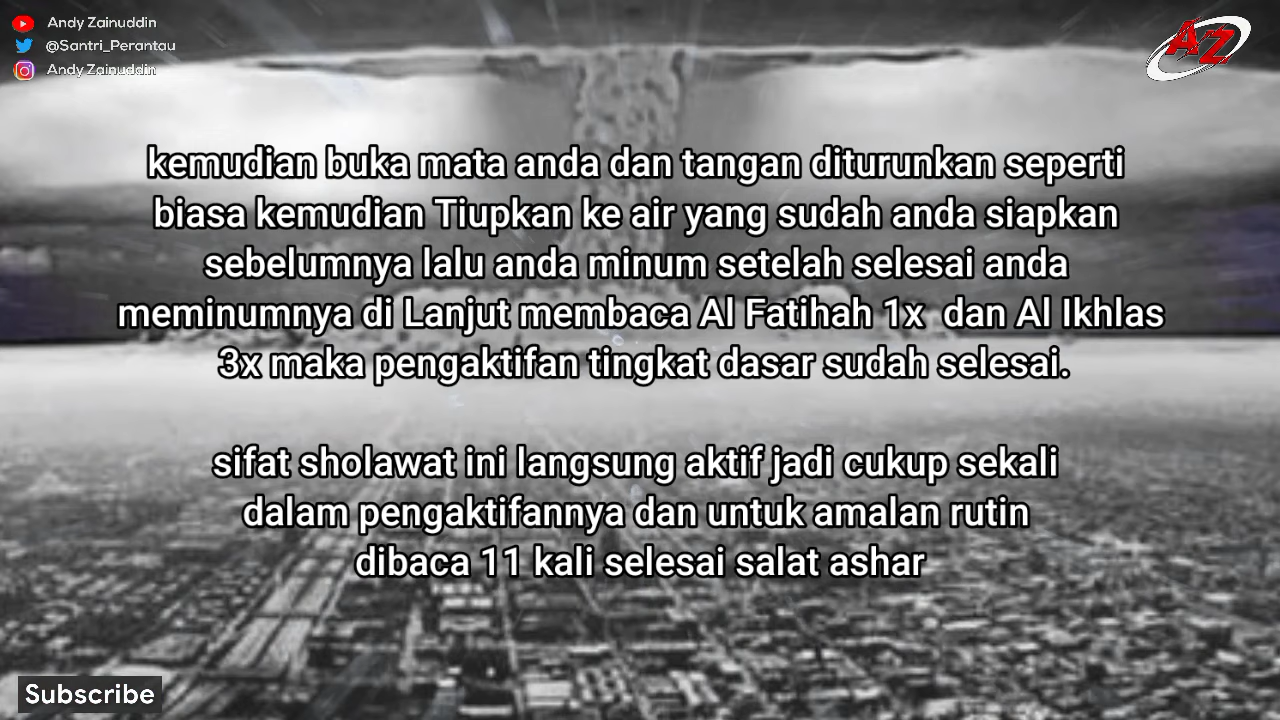 Andy Zainuddin
@Santri_Perantau
Andy Zainuddin
AZ
kemudian buka mata anda dan tangan diturunkan seperti
biasa kemudian Tiupkan ke air yang sudah anda siapkan
sebelumnya lalu anda minum setelah selesai anda
meminumnya di Lanjut membaca Al Fatihah 1x  dan Al Ikhlas
3x maka pengaktifan tingkat dasar sudah selesai.
sifat sholawat ini langsung aktif jadi cukup sekali
dalam pengaktifannya dan untuk amalan rutin
dibaca 11 kali selesai salat ashar
Subscribe